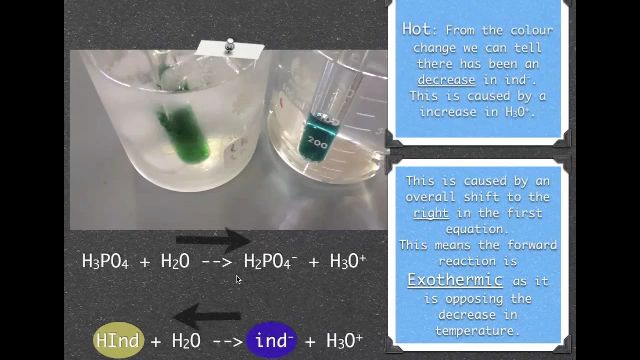 Hot: From the colour
change we can tell
there has been an
decrease in ind⁻.
This is caused by a
increase in H₃O⁺.
200
This is caused by an
overall shift to the
right in the first
equation.
This means the forward
reaction is
Exothermic as it
is opposing the
decrease in
temperature.
H₃PO₄ + H₂O --> H₂PO₄⁻ + H₃O⁺
HInd + H₂O --> ind⁻ + H₃O⁺